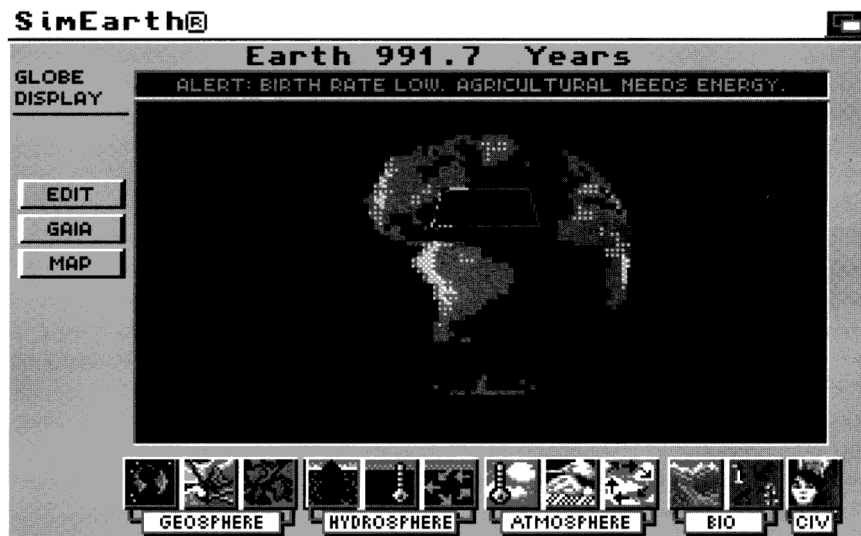 SimEarth®
Earth 991.7 Years
GLOBE
DISPLAY
ALERT: BIRTH RATE LOW. AGRICULTURAL NEEDS ENERGY.
EDIT
GAIA
MAP
GEOSPHERE
HYDROSPHERE
ATMOSPHERE
BIO
CIV